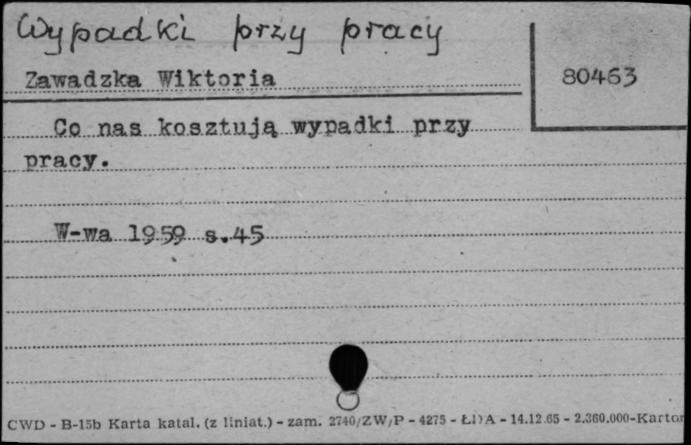 Wypadki przy pracy
Zawadzka Wiktoria
80463
Co nas kosztują wypadki przy
pracy.
W-wa 1959 s.45
CWD - B-15b Karta katal. (z liniat.) - zam. 2740/ZW/P - 4275 - ŁDA - 14.12.65 - 2.360.000-Karton